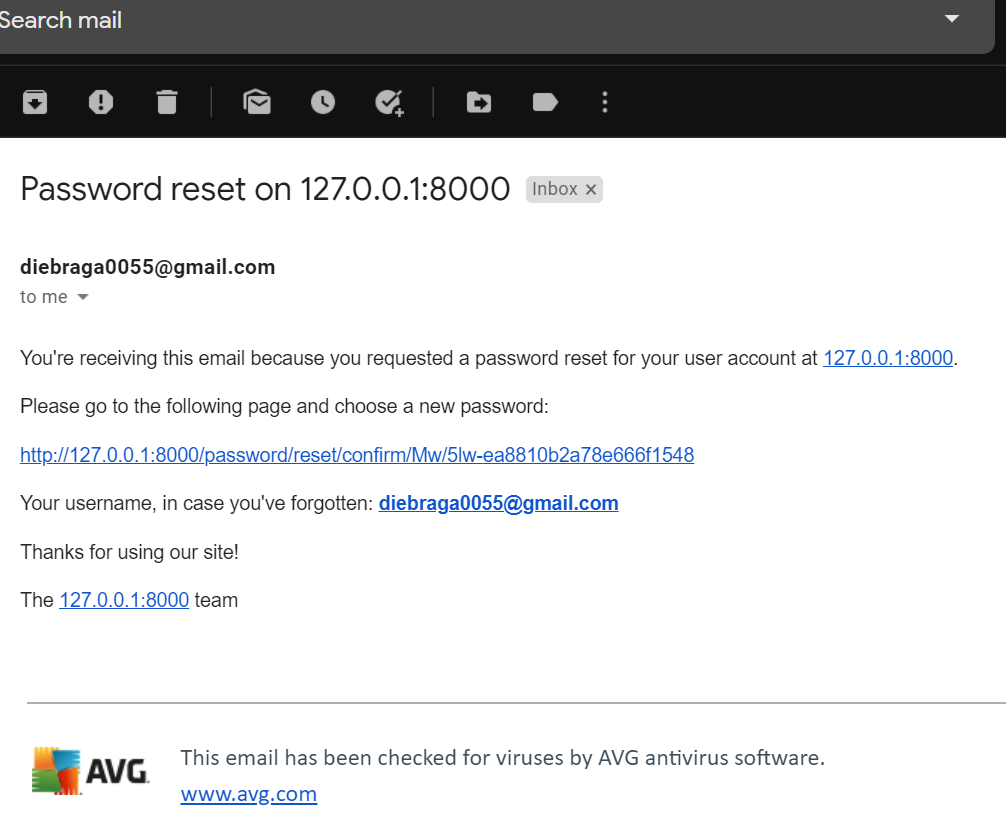 Search mail
Password reset on 127.0.0.1:8000 Inbox ×
diebraga0055@gmail.com
to me
You're receiving this email because you requested a password reset for your user account at 127.0.0.1:8000.
Please go to the following page and choose a new password:
http://127.0.0.1:8000/password/reset/confirm/Mw/5lw-ea8810b2a78e666f1548
Your username, in case you've forgotten: diebraga0055@gmail.com
Thanks for using our site!
The 127.0.0.1:8000 team
AVG.
This email has been checked for viruses by AVG antivirus software.
www.avg.com